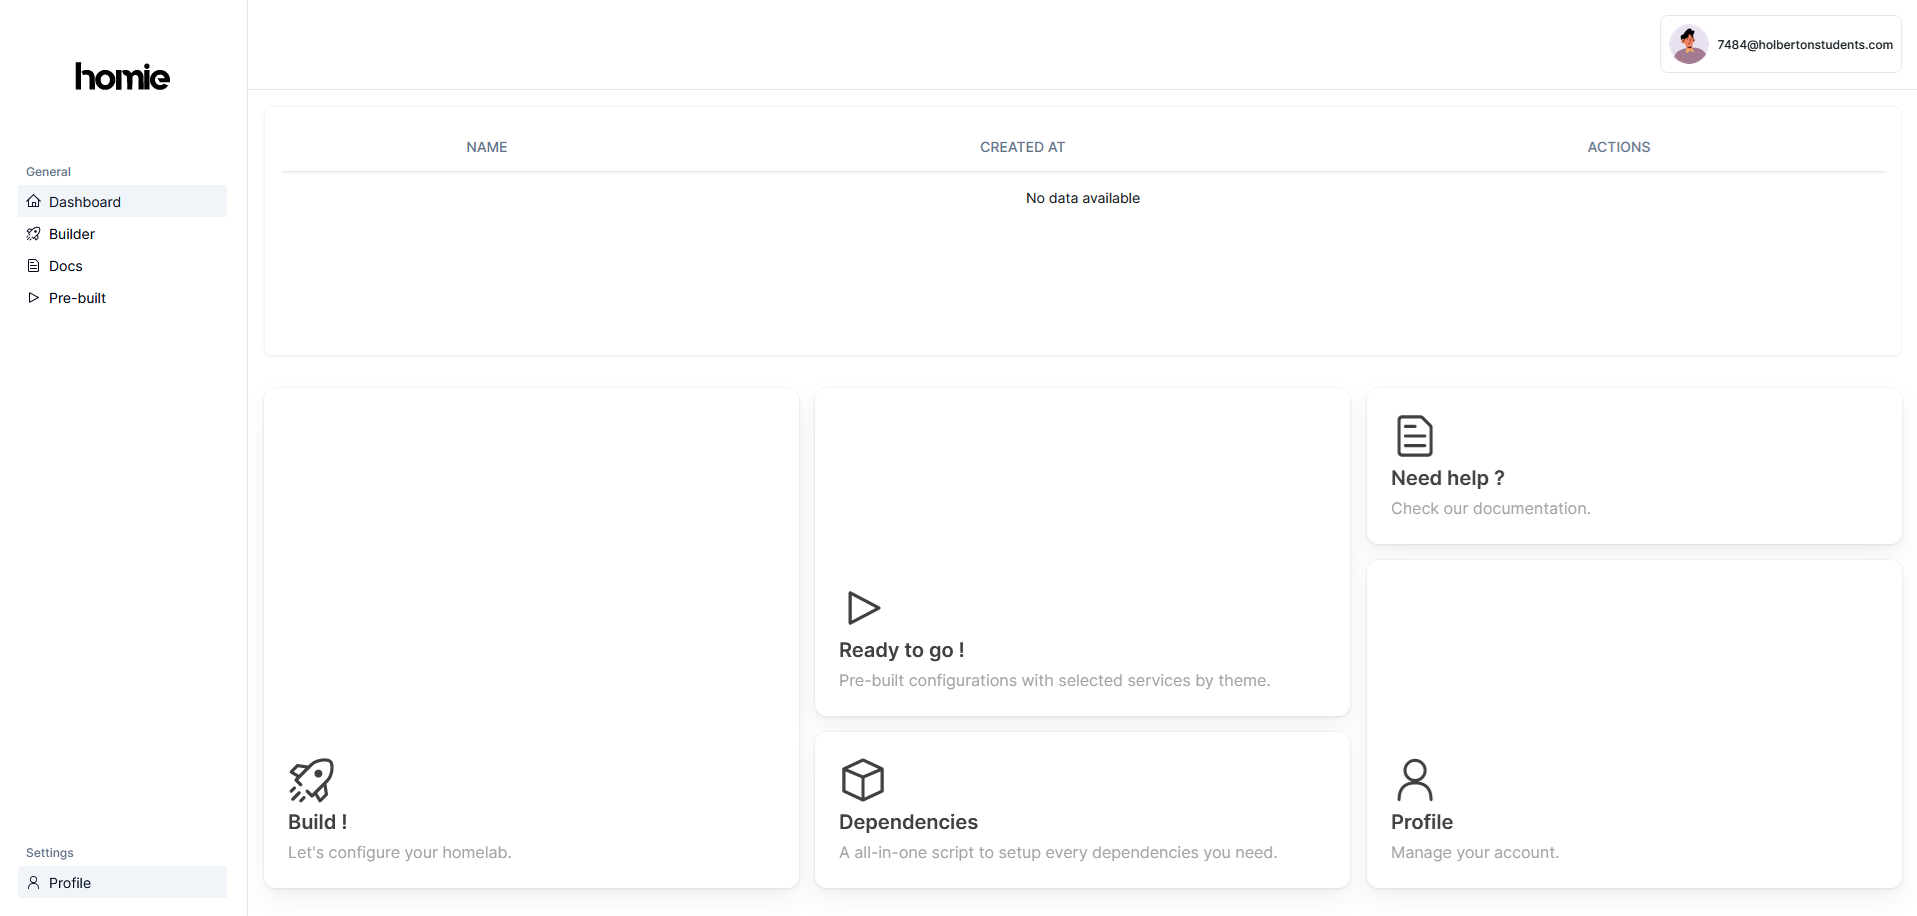 homie
7484@holbertonstudents.com
General
Dashboard
Builder
Docs
Pre-built
Settings
Profile
NAME CREATED AT ACTIONS
No data available
Build !
Let's configure your homelab.
Ready to go !
Pre-built configurations with selected services by theme.
Dependencies
A all-in-one script to setup every dependencies you need.
Need help ?
Check our documentation.
Profile
Manage your account.